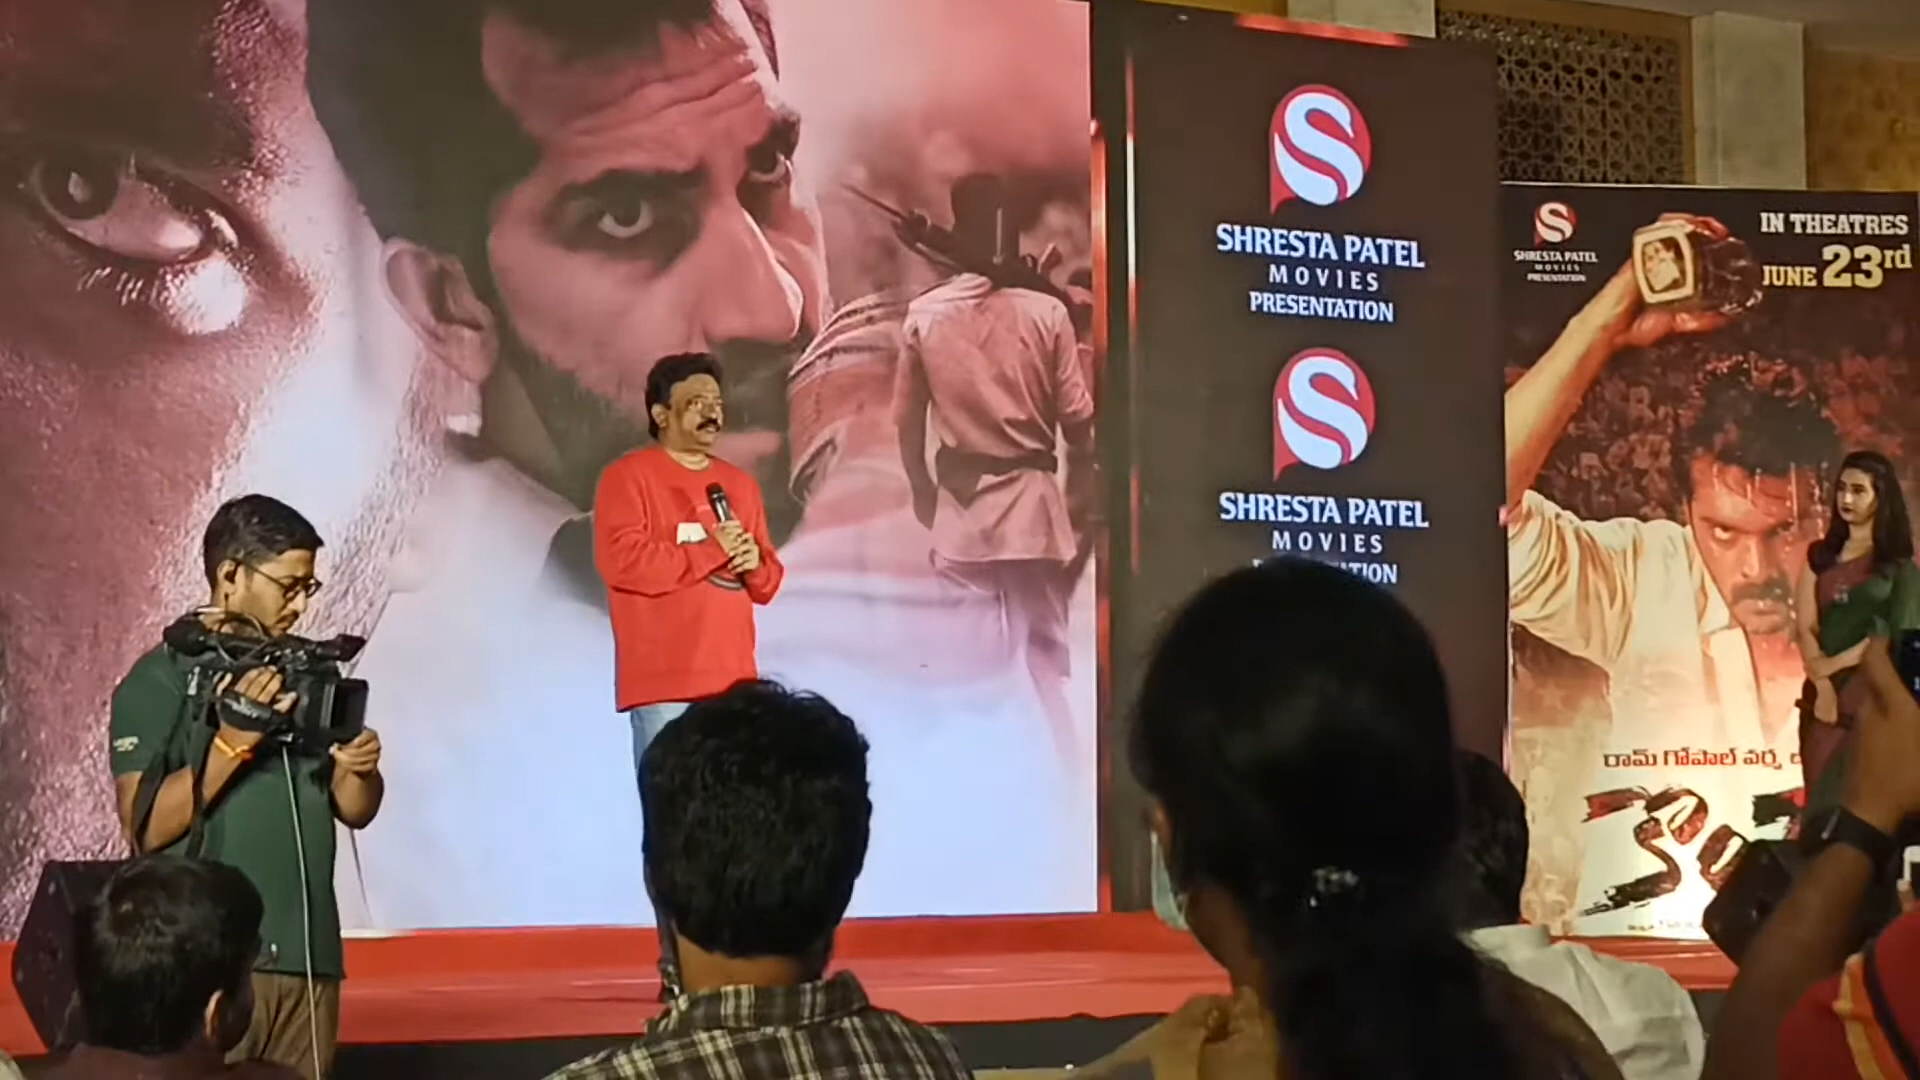 SHRESTA PATEL
MOVIES
PRESENTATION
SHRESTA PATEL
MOVIES
SHRESTA PATEL
MOVIES
PRESENTATION
IN THEATRES
JUNE 23rd
రామ్ గోపాల్ వర్మ